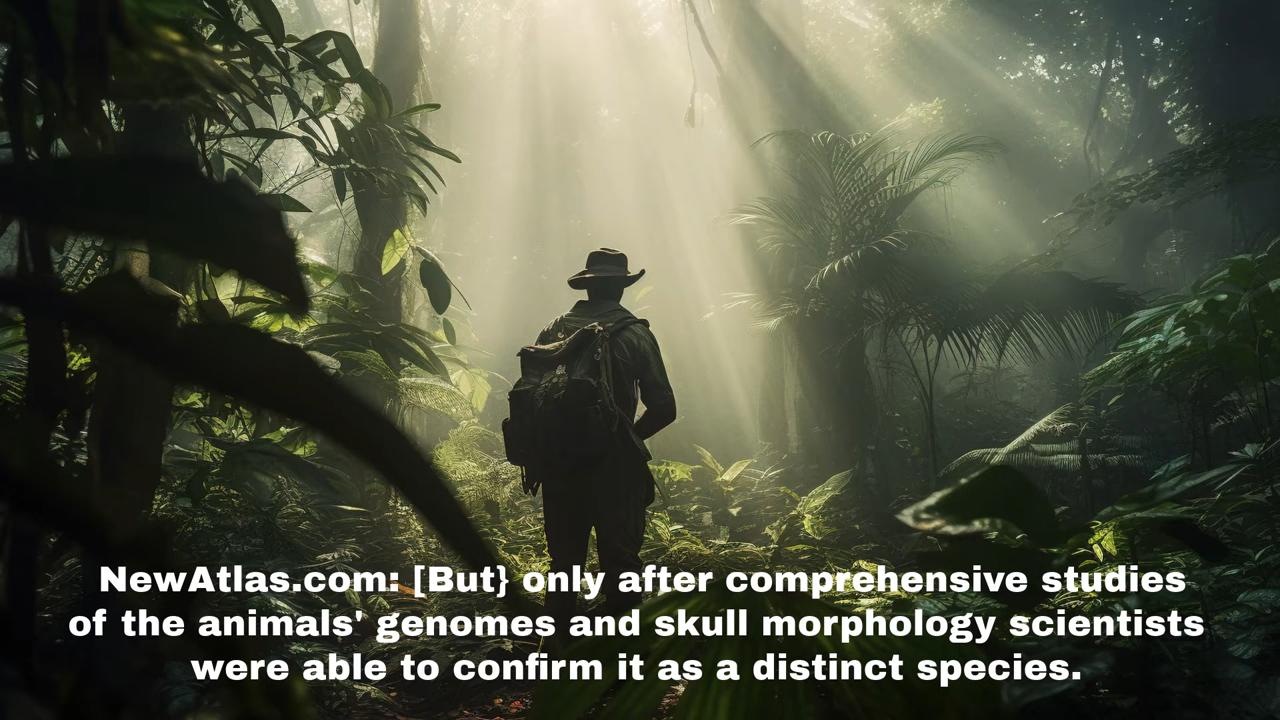 NewAtlas.com: [But} only after comprehensive studies
of the animals' genomes and skull morphology scientists
were able to confirm it as a distinct species.